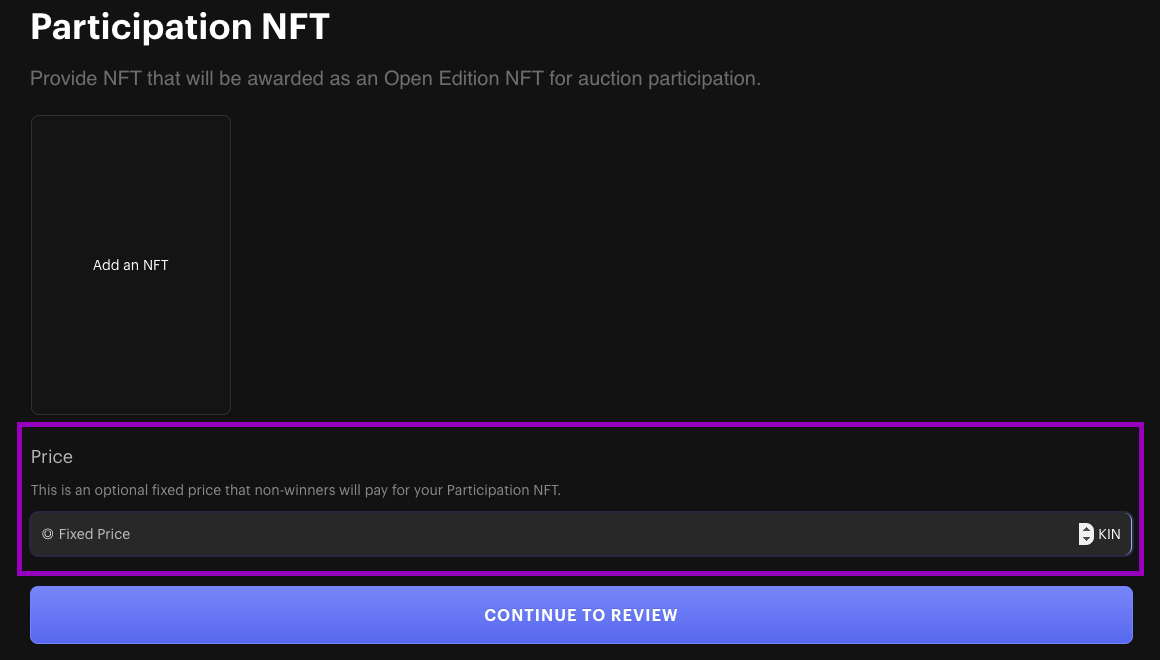 Participation NFT
Provide NFT that will be awarded as an Open Edition NFT for auction participation.
Add an NFT
Price
This is an optional fixed price that non-winners will pay for your Participation NFT.
◎ Fixed Price KIN
CONTINUE TO REVIEW